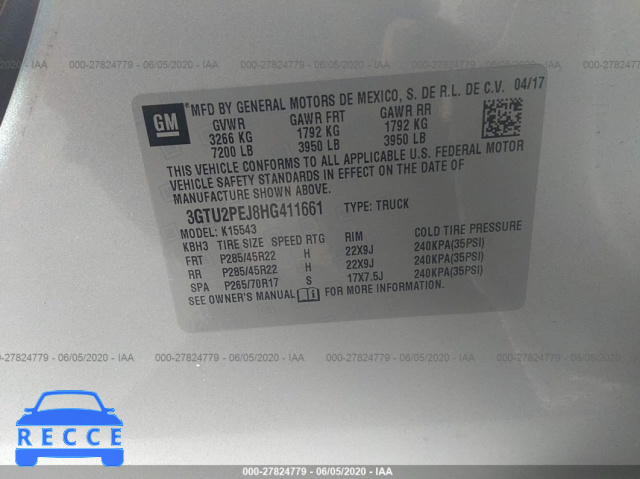 000-27824779 - 06/05/2020 - IAA
000-27824779 - 06/05/2020 - IAA
000-27824779 - 06/05/2020 - IAA
GM
MFD BY GENERAL MOTORS DE MEXICO, S. DE R.L. DE C.V. 04/17
GVWR GAWR FRT GAWR RR
3266 KG 1792 KG 1792 KG
7200 LB 3950 LB 3950 LB
THIS VEHICLE CONFORMS TO ALL APPLICABLE U.S. FEDERAL MOTOR
VEHICLE SAFETY STANDARDS IN EFFECT ON THE DATE OF
MANUFACTURE SHOWN ABOVE.
3GTU2PEJ8HG411661 TYPE: TRUCK
MODEL: K15543
KBH3 TIRE SIZE SPEED RTG RIM COLD TIRE PRESSURE
FRT P285/45R22 H 22X9J 240KPA(35PSI)
RR P285/45R22 H 22X9J 240KPA(35PSI)
SPA P265/70R17 S 17X7.5J 240KPA(35PSI)
SEE OWNER'S MANUAL FOR MORE INFORMATION.
000-27824779 - 06/05/2020 - IAA
000-27824779 - 06/05/2020 - IAA
000-27824779 - 06/05/2020 - IAA
RECCE
000-27824779 - 06/05/2020 - IAA